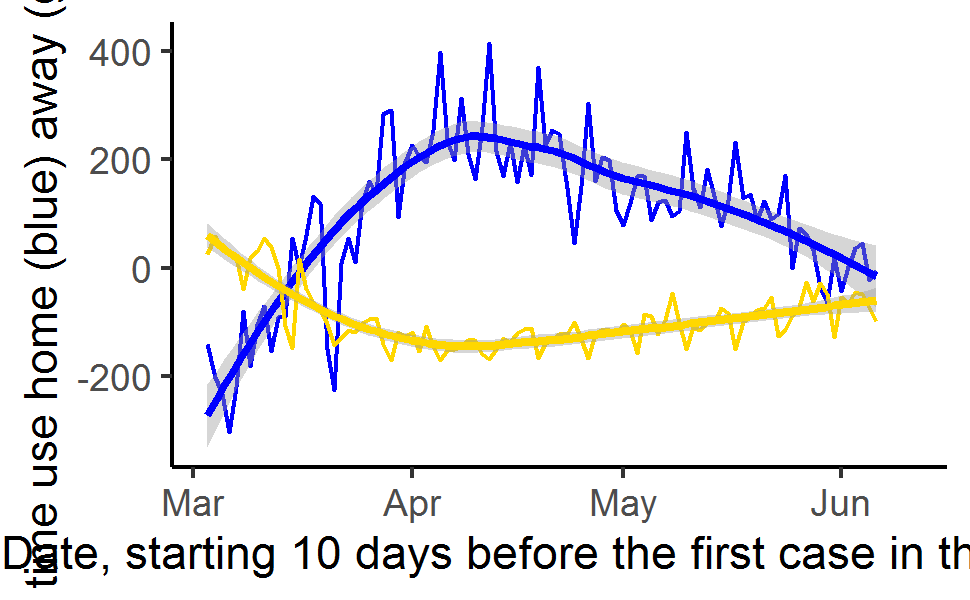 time use home (blue) away (
400
200
0
-200
Mar Apr May Jun
Date, starting 10 days before the first case in th